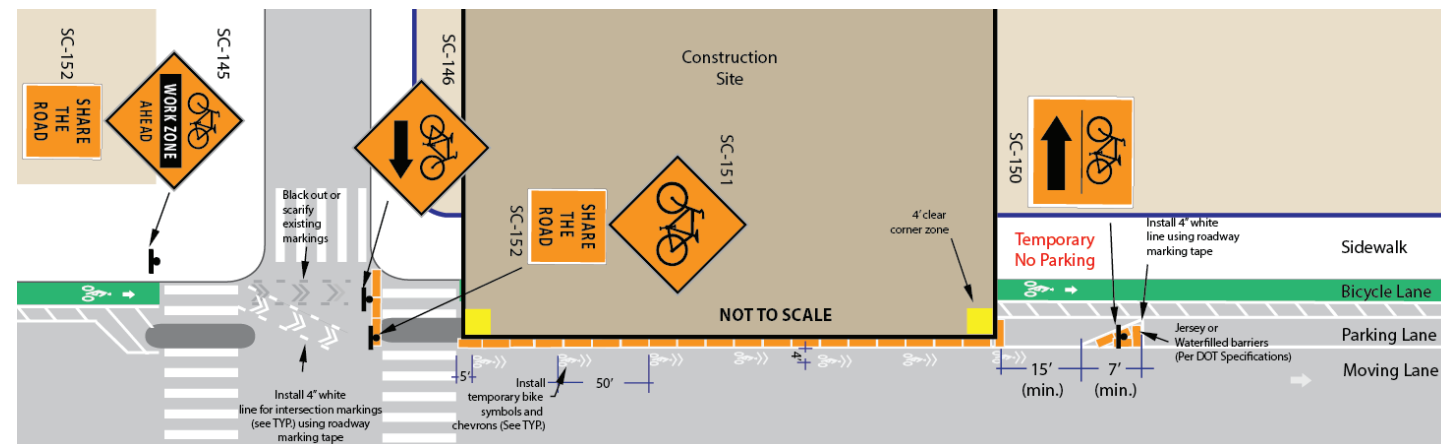 SC-152
SHARE
THE
ROAD
SC-145
WORK ZONE
AHEAD
SC-146
Black out or
scarify
existing
markings
Install 4” white
line for intersection markings
(see TYP.) using roadway
marking tape
Construction
Site
SC-151
SC-152
SHARE
THE
ROAD
4’ clear
corner zone
NOT TO SCALE
5’
Install
temporary bike
symbols and
chevrons (See TYP.)
50’
4’
SC-150
Temporary
No Parking
Install 4” white
line using roadway
marking tape
Jersey or
Waterfilled barriers
(Per DOT Specifications)
15’
(min.)
7’
(min.)
Sidewalk
Bicycle Lane
Parking Lane
Moving Lane